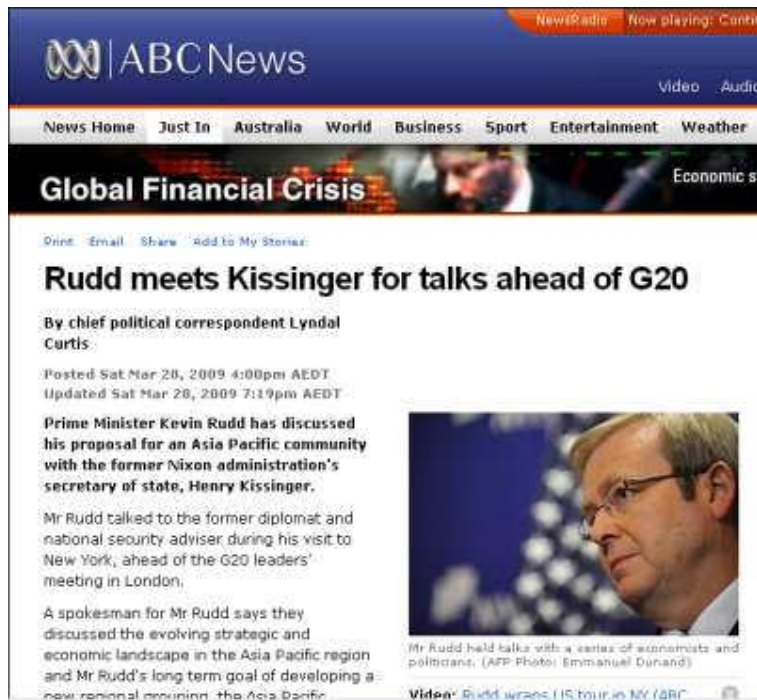 NewsRadio Now playing: Conti
ABC News
Video Audio
News Home Just In Australia World Business Sport Entertainment Weather
Global Financial Crisis
Economic s
Print Email Share Add to My Stories
Rudd meets Kissinger for talks ahead of G20
By chief political correspondent Lyndal
Curtis
Posted Sat Mar 28, 2009 4:00pm AEDT
Updated Sat Mar 28, 2009 7:19pm AEDT
Prime Minister Kevin Rudd has discussed
his proposal for an Asia Pacific community
with the former Nixon administration's
secretary of state, Henry Kissinger.
Mr Rudd talked to the former diplomat and
national security adviser during his visit to
New York, ahead of the G20 leaders'
meeting in London.
A spokesman for Mr Rudd says they
discussed the evolving strategic and
economic landscape in the Asia Pacific region
and Mr Rudd's long term goal of developing a
new regional grouping, the Asia Pacific
Mr Rudd held talks with a series of economists and
politicians. (AFP Photo: Emmanuel Dunand)
Video: Rudd wraps US tour in NY (ABC